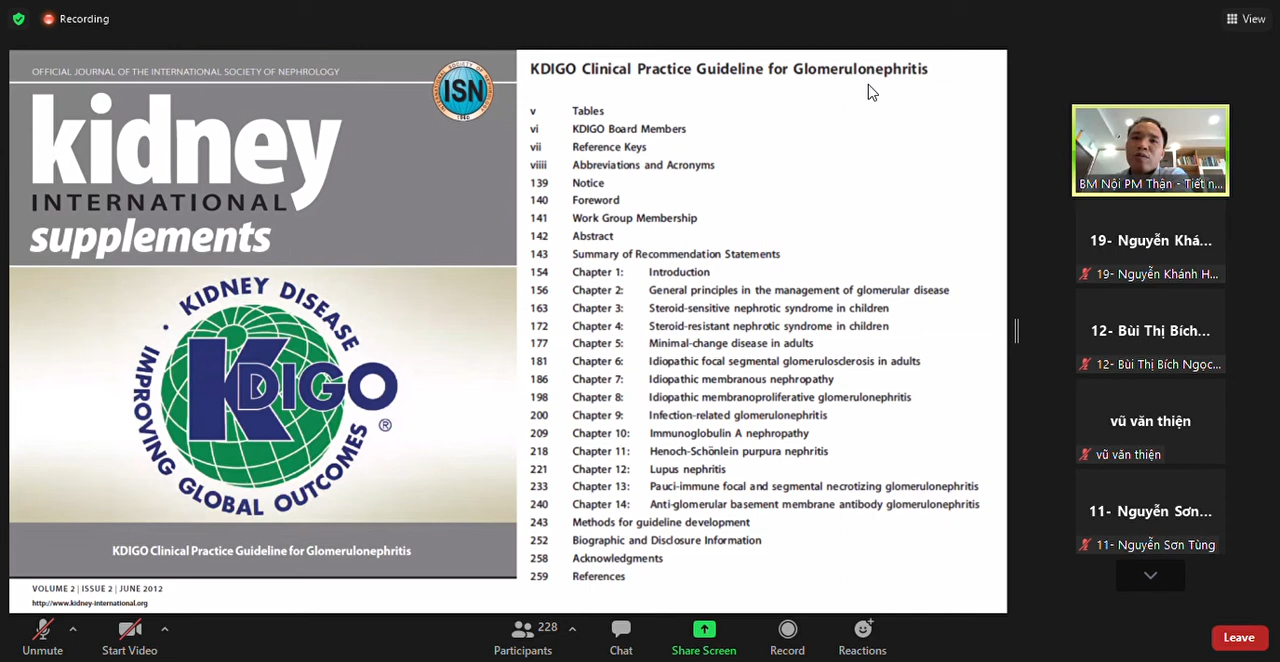 Recording
View
OFFICIAL JOURNAL OF THE INTERNATIONAL SOCIETY OF NEPHROLOGY
INTERNATIONAL SOCIETY OF NEPHROLOGY
ISN
1960
kidney
INTERNATIONAL
supplements
KIDNEY DISEASE
KDIGO
®
IMPROVING GLOBAL OUTCOMES
KDIGO Clinical Practice Guideline for Glomerulonephritis
VOLUME 2 | ISSUE 2 | JUNE 2012
http://www.kidney-international.org
KDIGO Clinical Practice Guideline for Glomerulonephritis
v Tables
vi KDIGO Board Members
vii Reference Keys
viiii Abbreviations and Acronyms
139 Notice
140 Foreword
141 Work Group Membership
142 Abstract
143 Summary of Recommendation Statements
154 Chapter 1: Introduction
156 Chapter 2: General principles in the management of glomerular disease
163 Chapter 3: Steroid-sensitive nephrotic syndrome in children
172 Chapter 4: Steroid-resistant nephrotic syndrome in children
177 Chapter 5: Minimal-change disease in adults
181 Chapter 6: Idiopathic focal segmental glomerulosclerosis in adults
186 Chapter 7: Idiopathic membranous nephropathy
198 Chapter 8: Idiopathic membranoproliferative glomerulonephritis
200 Chapter 9: Infection-related glomerulonephritis
209 Chapter 10: Immunoglobulin A nephropathy
218 Chapter 11: Henoch-Schönlein purpura nephritis
221 Chapter 12: Lupus nephritis
233 Chapter 13: Pauci-immune focal and segmental necrotizing glomerulonephritis
240 Chapter 14: Anti-glomerular basement membrane antibody glomerulonephritis
243 Methods for guideline development
252 Biographic and Disclosure Information
258 Acknowledgments
259 References
BM Nội PM Thận - Tiết n...
19- Nguyễn Khá...
19- Nguyễn Khánh H...
12- Bùi Thị Bích...
12- Bùi Thị Bích Ngọc...
vũ văn thiện
vũ văn thiện
11- Nguyễn Sơn...
11- Nguyễn Sơn Tùng
Unmute
Start Video
228
Participants
Chat
Share Screen
Record
Reactions
Leave